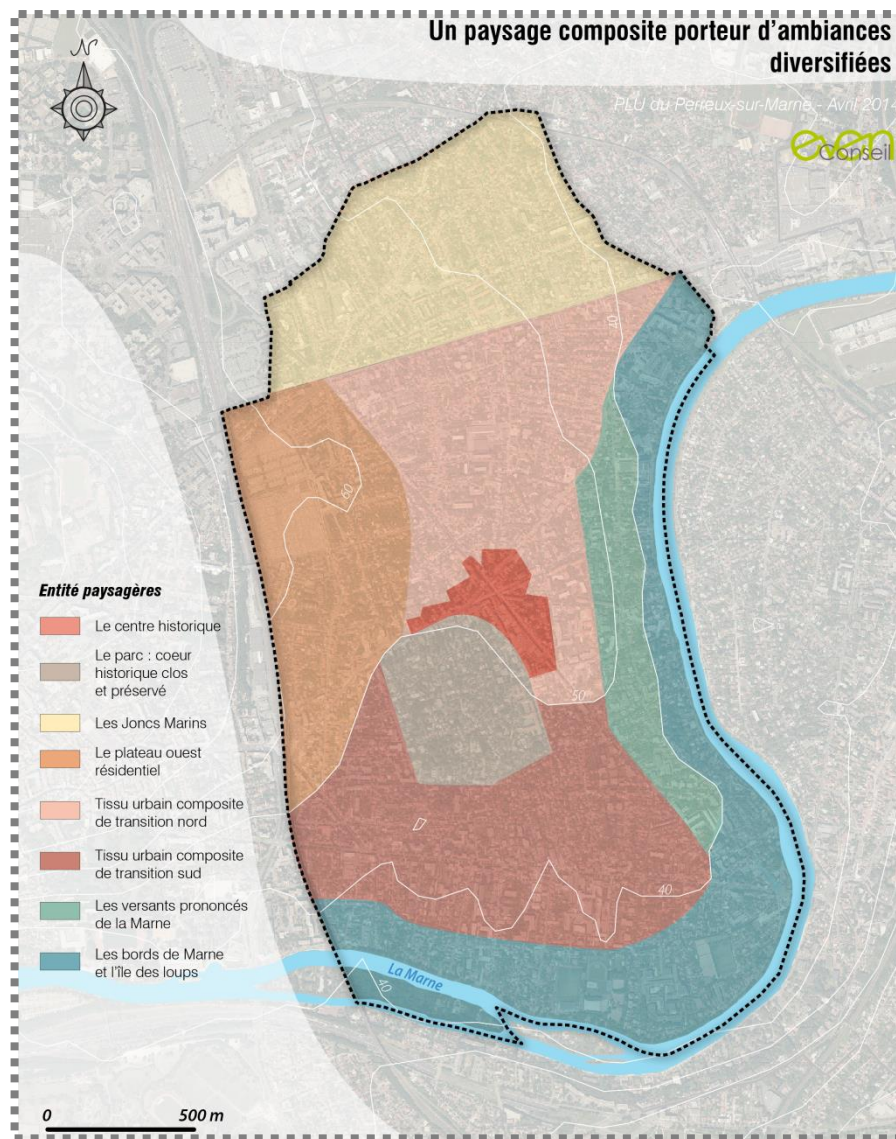 Un paysage composite porteur d'ambiances
diversifiées
PLU du Perreux-sur-Marne - Avril 201
even
Conseil
N
40
60
50
40
La Marne
40
Entité paysagères
Le centre historique
Le parc : coeur
historique clos
et préservé
Les Joncs Marins
Le plateau ouest
résidentiel
Tissu urbain composite
de transition nord
Tissu urbain composite
de transition sud
Les versants prononcés
de la Marne
Les bords de Marne
et l'île des loups
0 500 m